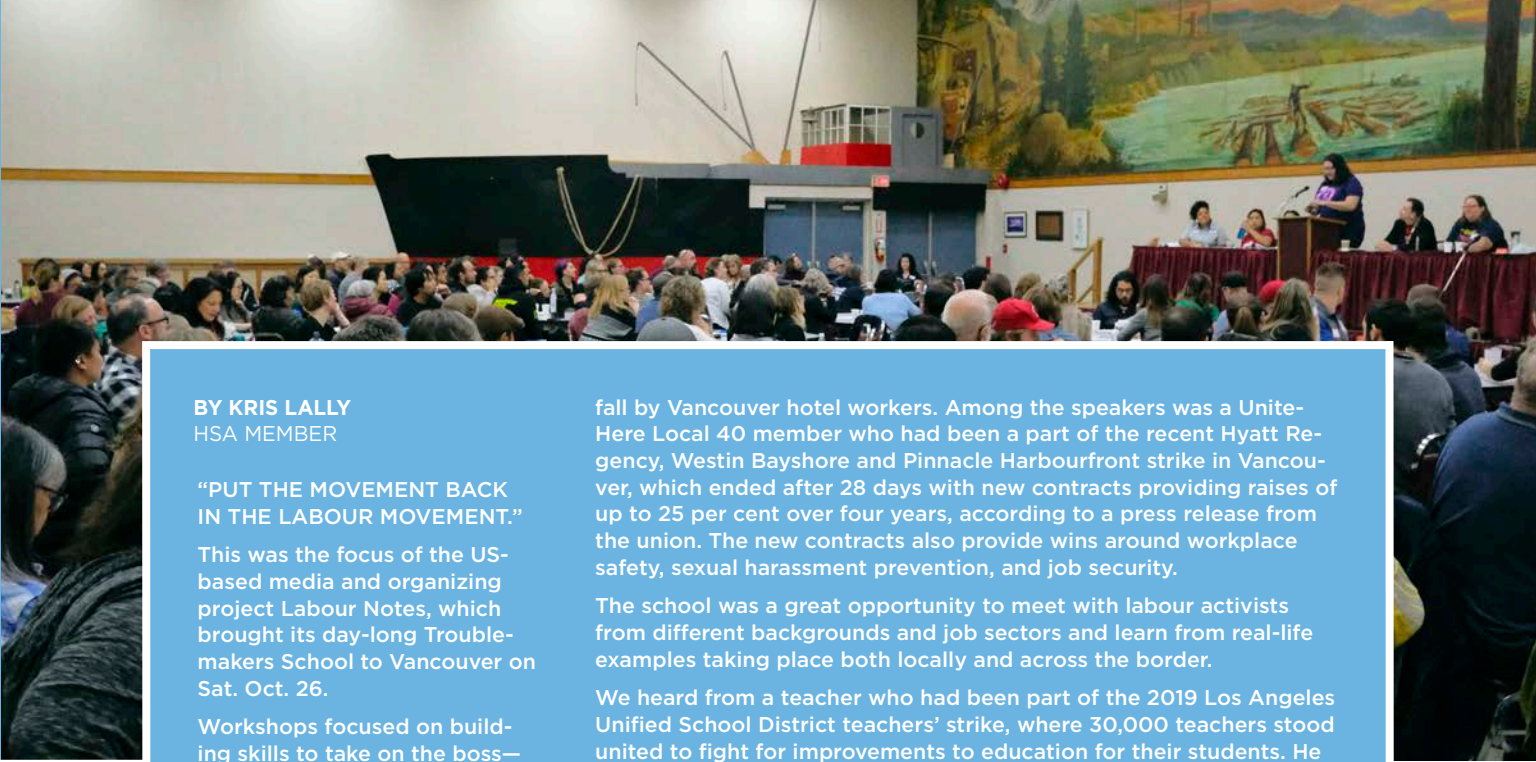 BY KRIS LALLY
HSA MEMBER
“PUT THE MOVEMENT BACK
IN THE LABOUR MOVEMENT.”
This was the focus of the US-
based media and organizing
project Labour Notes, which
brought its day-long Trouble-
makers School to Vancouver on
Sat. Oct. 26.
Workshops focused on build-
ing skills to take on the boss—
fall by Vancouver hotel workers. Among the speakers was a Unite-
Here Local 40 member who had been a part of the recent Hyatt Re-
gency, Westin Bayshore and Pinnacle Harbourfront strike in Vancou-
ver, which ended after 28 days with new contracts providing raises of
up to 25 per cent over four years, according to a press release from
the union. The new contracts also provide wins around workplace
safety, sexual harassment prevention, and job security.
The school was a great opportunity to meet with labour activists
from different backgrounds and job sectors and learn from real-life
examples taking place both locally and across the border.
We heard from a teacher who had been part of the 2019 Los Angeles
Unified School District teachers’ strike, where 30,000 teachers stood
united to fight for improvements to education for their students. He